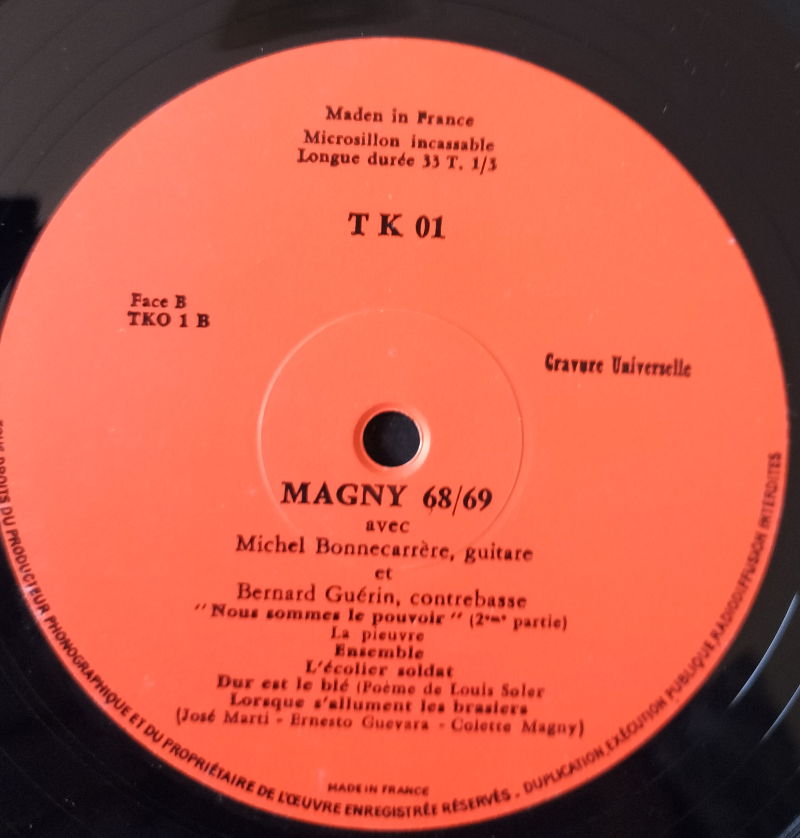 Maden in France
Microsillon incassable
Longue durée 33 T. 1/3
T K 01
Face B
TKO 1 B
Gravure Universelle
MAGNY 68/69
avec
Michel Bonnecarrère, guitare
et
Bernard Guérin, contrebasse
"Nous sommes le pouvoir" (2ème partie)
La pieuvre
Ensemble
L'écolier soldat
Dur est le blé (Poème de Louis Soler
Lorsque s'allument les brasiers
(José Marti - Ernesto Guevara - Colette Magny)
MADE IN FRANCE
TOUS DROITS DU PRODUCTEUR PHONOGRAPHIQUE ET DU PROPRIÉTAIRE DE L'ŒUVRE ENREGISTRÉE RÉSERVÉS - DUPLICATION, EXÉCUTION PUBLIQUE, RADIODIFFUSION INTERDITES